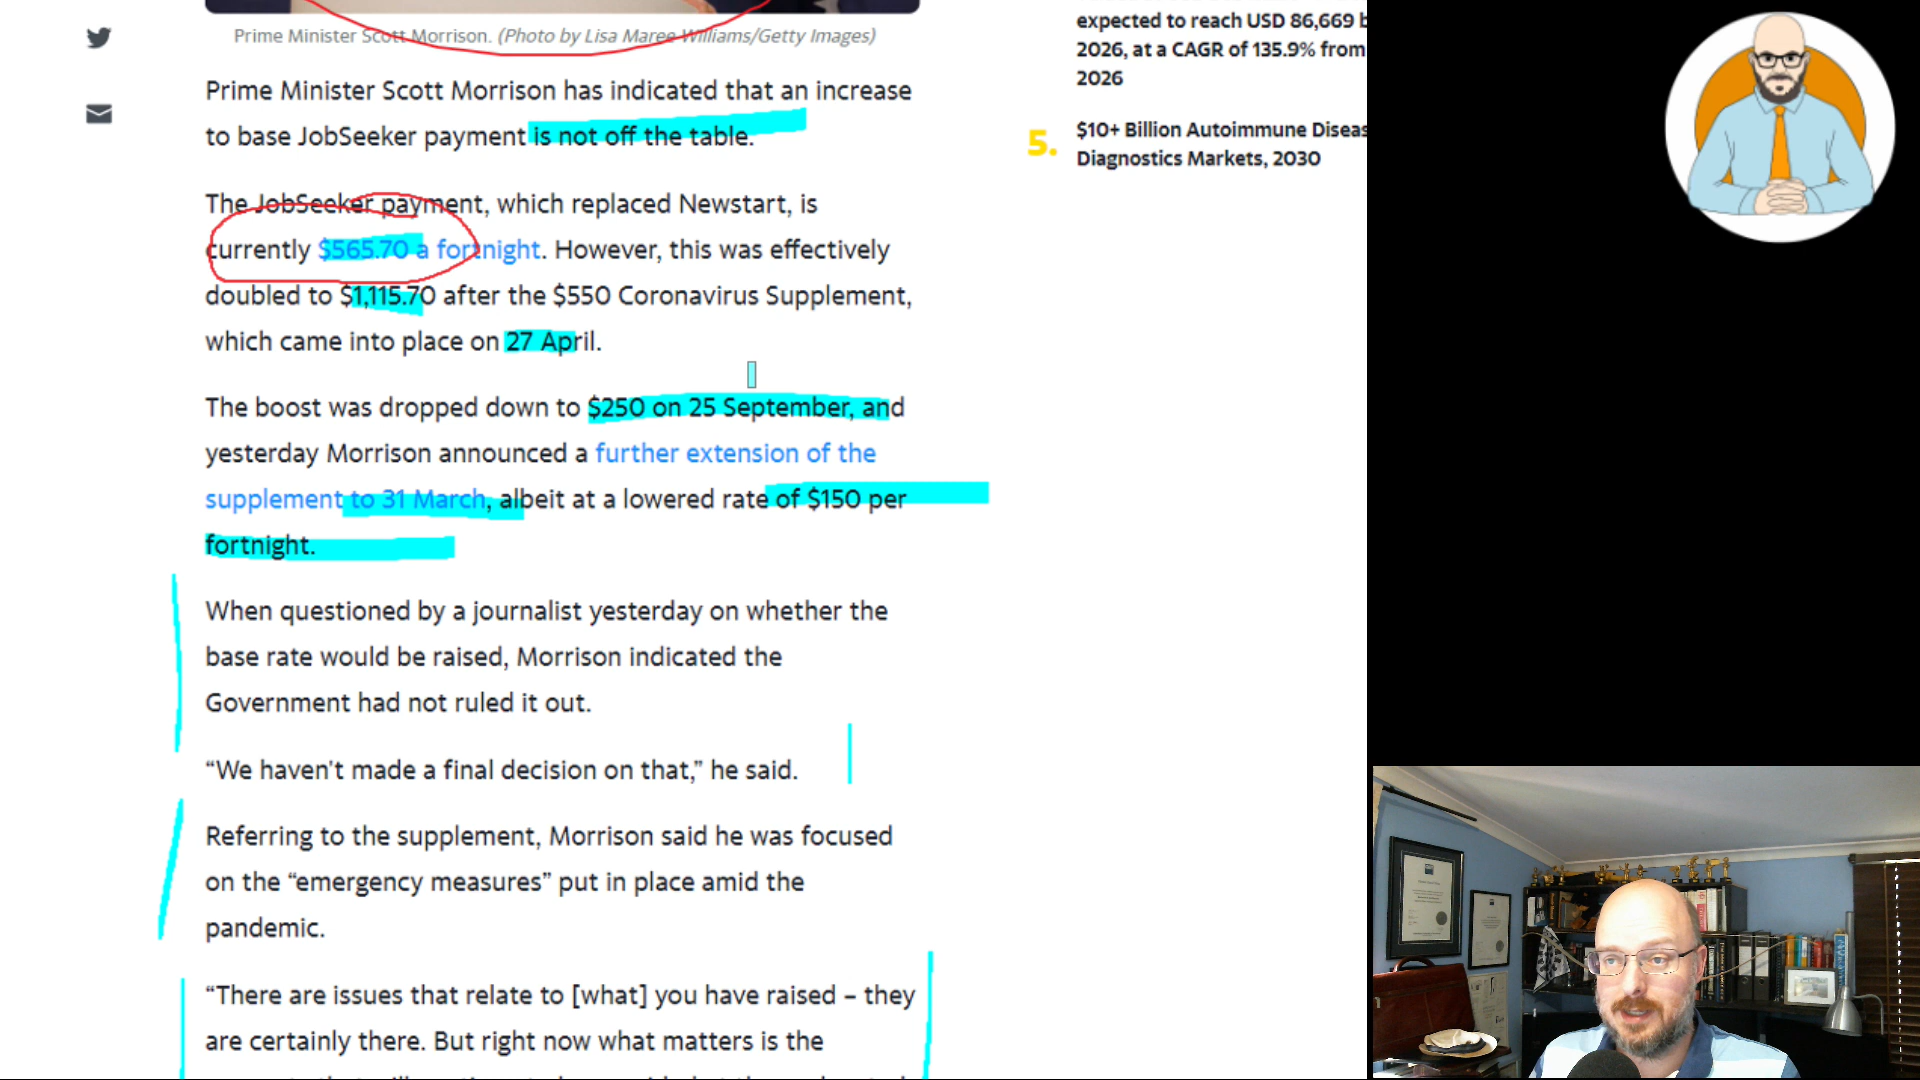 Prime Minister Scott Morrison. (Photo by Lisa Maree Williams/Getty Images)
Prime Minister Scott Morrison has indicated that an increase
to base JobSeeker payment is not off the table.
The JobSeeker payment, which replaced Newstart, is
currently $565.70 a fortnight. However, this was effectively
doubled to $1,115.70 after the $550 Coronavirus Supplement,
which came into place on 27 April.
The boost was dropped down to $250 on 25 September, and
yesterday Morrison announced a further extension of the
supplement to 31 March, albeit at a lowered rate of $150 per
fortnight.
When questioned by a journalist yesterday on whether the
base rate would be raised, Morrison indicated the
Government had not ruled it out.
“We haven't made a final decision on that,” he said.
Referring to the supplement, Morrison said he was focused
on the “emergency measures” put in place amid the
pandemic.
“There are issues that relate to [what] you have raised – they
are certainly there. But right now what matters is the
expected to reach USD 86,669 b
2026, at a CAGR of 135.9% from
2026
5.
$10+ Billion Autoimmune Diseas
Diagnostics Markets, 2030